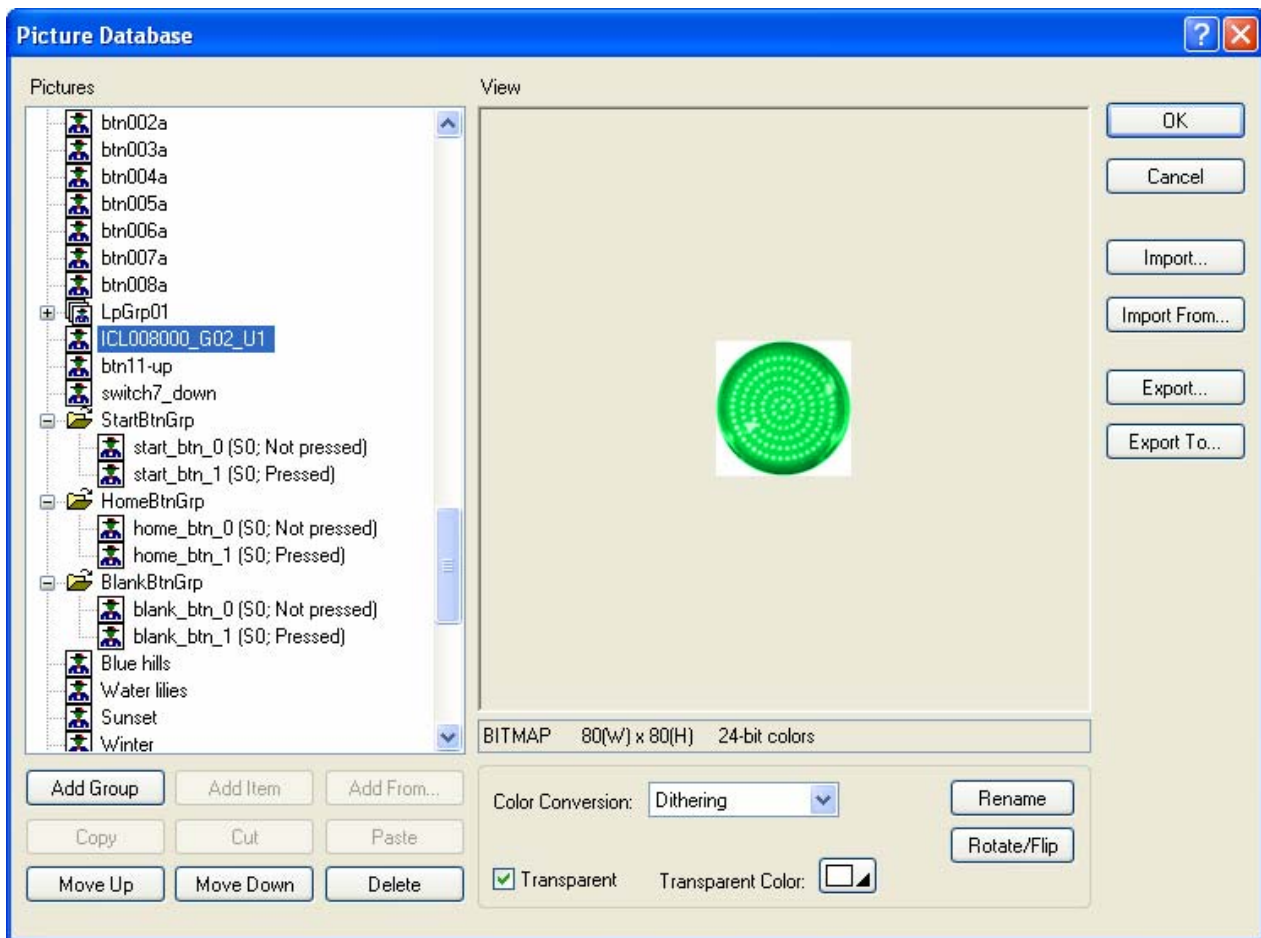 Picture Database
Pictures
btn002a
btn003a
btn004a
btn005a
btn006a
btn007a
btn008a
LpGrp01
ICL008000_G02_U1
btn11-up
switch7_down
StartBtnGrp
start_btn_0 (S0; Not pressed)
start_btn_1 (S0; Pressed)
HomeBtnGrp
home_btn_0 (S0; Not pressed)
home_btn_1 (S0; Pressed)
BlankBtnGrp
blank_btn_0 (S0; Not pressed)
blank_btn_1 (S0; Pressed)
Blue hills
Water lilies
Sunset
Winter
Add Group Add Item Add From...
Copy Cut Paste
Move Up Move Down Delete
View
BITMAP 80(W) x 80(H) 24-bit colors
Color Conversion: Dithering
Rename
Rotate/Flip
Transparent Transparent Color:
OK
Cancel
Import...
Import From...
Export...
Export To...